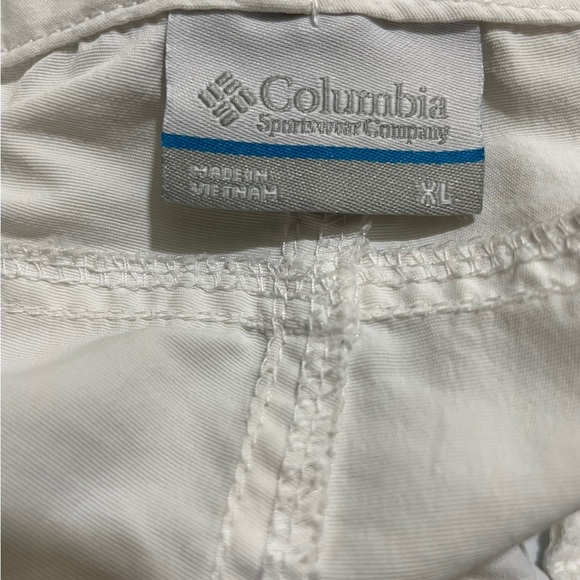 Columbia
Sportswear Company
MADE IN
VIETNAM
XL